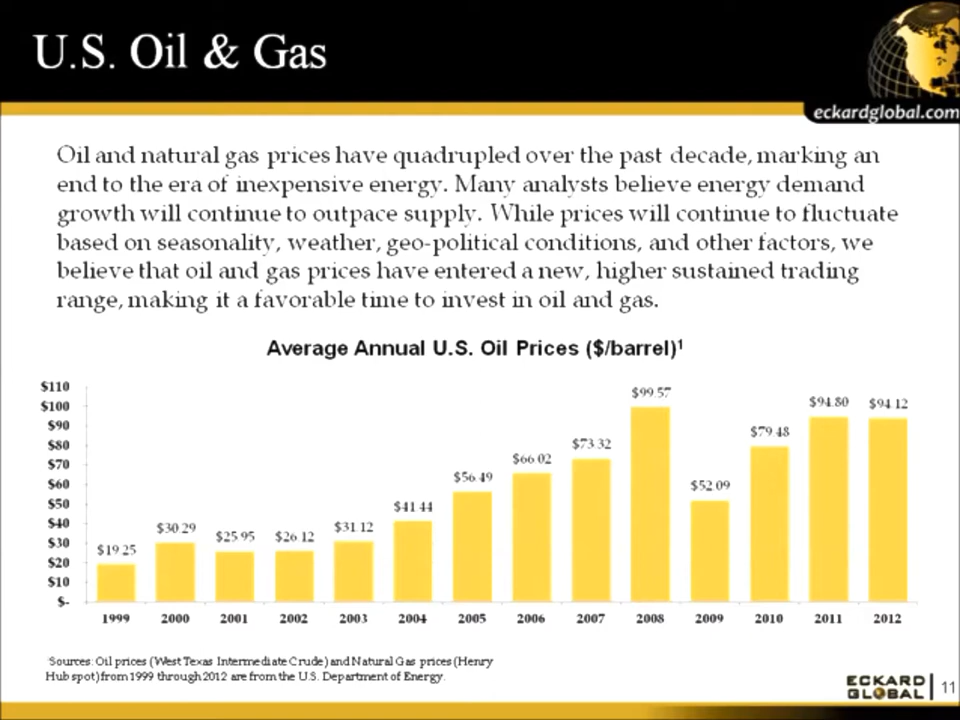 U.S. Oil & Gas
eckardglobal.com
Oil and natural gas prices have quadrupled over the past decade, marking an
end to the era of inexpensive energy. Many analysts believe energy demand
growth will continue to outpace supply. While prices will continue to fluctuate
based on seasonality, weather, geo-political conditions, and other factors, we
believe that oil and gas prices have entered a new, higher sustained trading
range, making it a favorable time to invest in oil and gas.
Average Annual U.S. Oil Prices ($/barrel)¹
$110
$100
$90
$80
$70
$60
$50
$40
$30
$20
$10
$-
$19.25
$30.29
$25.95
$26.12
$31.12
$41.44
$56.49
$66.02
$73.32
$99.57
$52.09
$79.48
$94.80
$94.12
1999 2000 2001 2002 2003 2004 2005 2006 2007 2008 2009 2010 2011 2012
¹Sources: Oil prices (West Texas Intermediate Crude) and Natural Gas prices (Henry
Hub spot) from 1999 through 2012 are from the U.S. Department of Energy.
ECKARD
GLOBAL
11